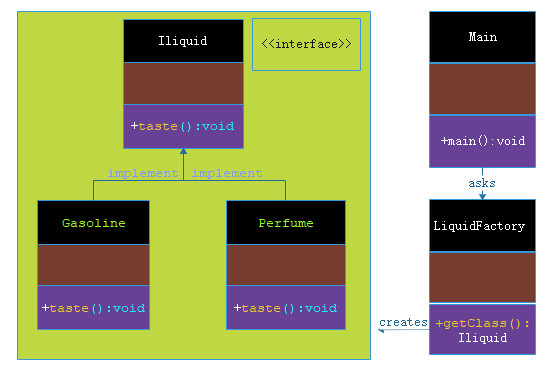 Iliquid
<<interface>>
+taste():void
implement implement
Gasoline
+taste():void
Perfume
+taste():void
Main
+main():void
asks
LiquidFactory
+getClass():
Iliquid
creates